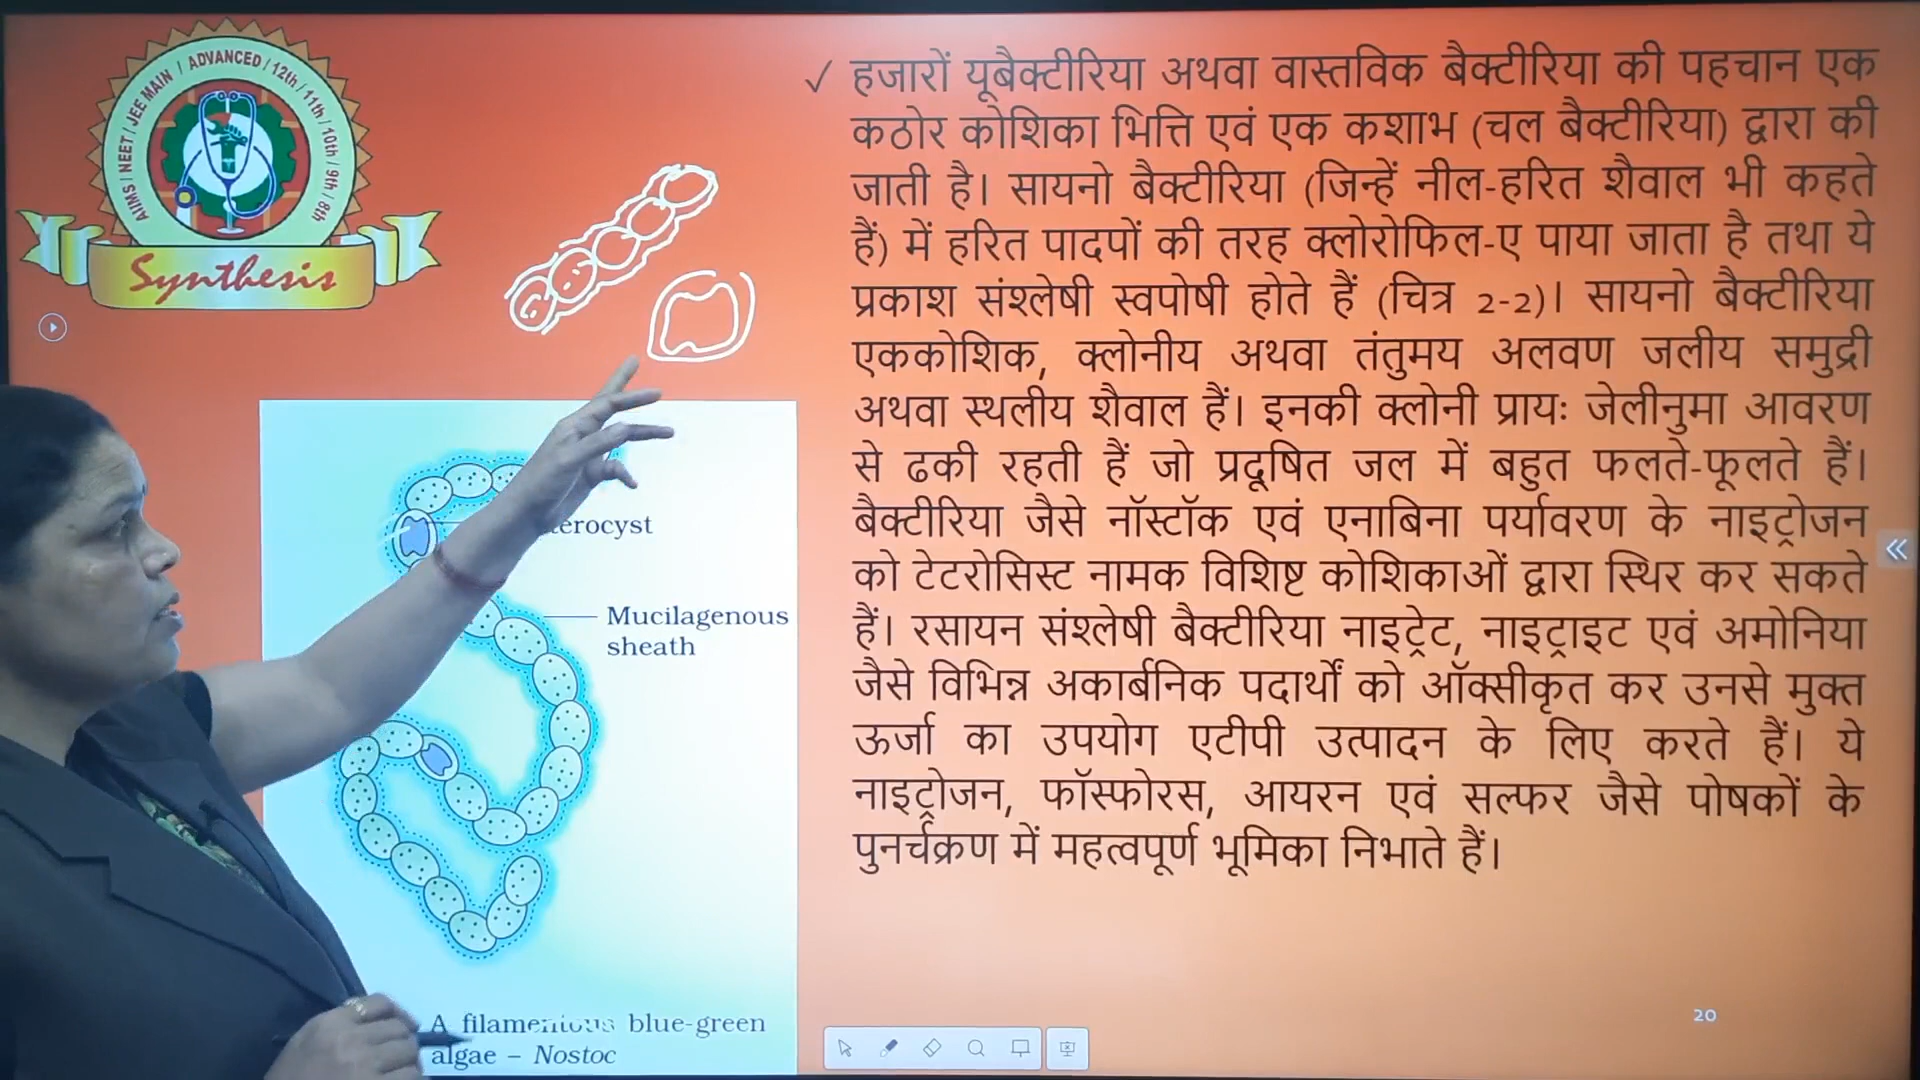 AIIMS / NEET / JEE MAIN / ADVANCED / 12th / 11th / 10th / 9th / 8th
Synthesis
✓ हजारों यूबैक्टीरिया अथवा वास्तविक बैक्टीरिया की पहचान एक
कठोर कोशिका भित्ति एवं एक कशाभ (चल बैक्टीरिया) द्वारा की
जाती है। सायनो बैक्टीरिया (जिन्हें नील-हरित शैवाल भी कहते
हैं) में हरित पादपों की तरह क्लोरोफिल-ए पाया जाता है तथा ये
प्रकाश संश्लेषी स्वपोषी होते हैं (चित्र 2-2)। सायनो बैक्टीरिया
एककोशिक, क्लोनीय अथवा तंतुमय अलवण जलीय समुद्री
अथवा स्थलीय शैवाल हैं। इनकी क्लोनी प्रायः जेलीनुमा आवरण
से ढकी रहती हैं जो प्रदूषित जल में बहुत फलते-फूलते हैं।
बैक्टीरिया जैसे नॉस्टॉक एवं एनाबिना पर्यावरण के नाइट्रोजन
को टेटरोसिस्ट नामक विशिष्ट कोशिकाओं द्वारा स्थिर कर सकते
हैं। रसायन संश्लेषी बैक्टीरिया नाइट्रेट, नाइट्राइट एवं अमोनिया
जैसे विभिन्न अकार्बनिक पदार्थों को ऑक्सीकृत कर उनसे मुक्त
ऊर्जा का उपयोग एटीपी उत्पादन के लिए करते हैं। ये
नाइट्रोजन, फॉस्फोरस, आयरन एवं सल्फर जैसे पोषकों के
पुनर्चक्रण में महत्वपूर्ण भूमिका निभाते हैं।
terocyst
Mucilagenous
sheath
A filamentous blue-green
algae – Nostoc
20